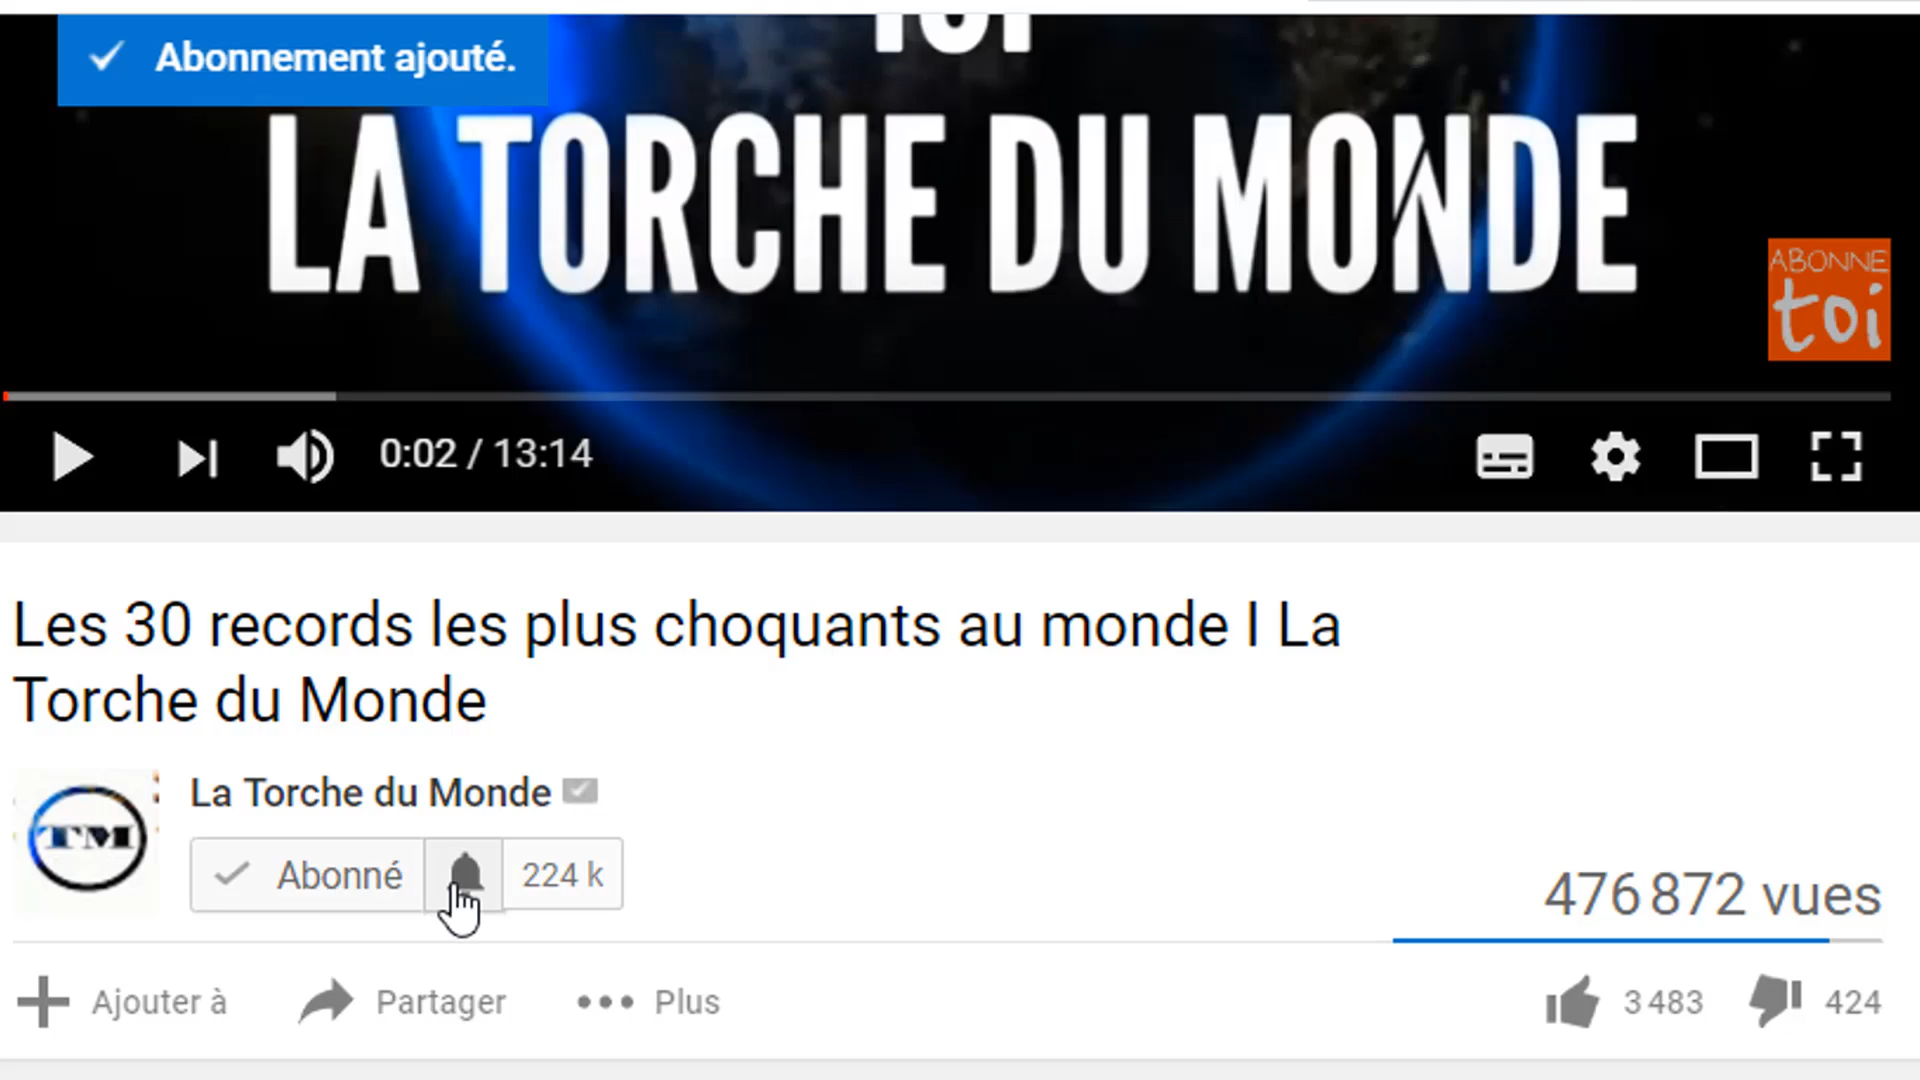 Abonnement ajouté.
LA TORCHE DU MONDE
ABONNE
toi
0:02 / 13:14
Les 30 records les plus choquants au monde I La
Torche du Monde
TM
La Torche du Monde
Abonné
224 k
476 872 vues
Ajouter à
Partager
Plus
3 483
424